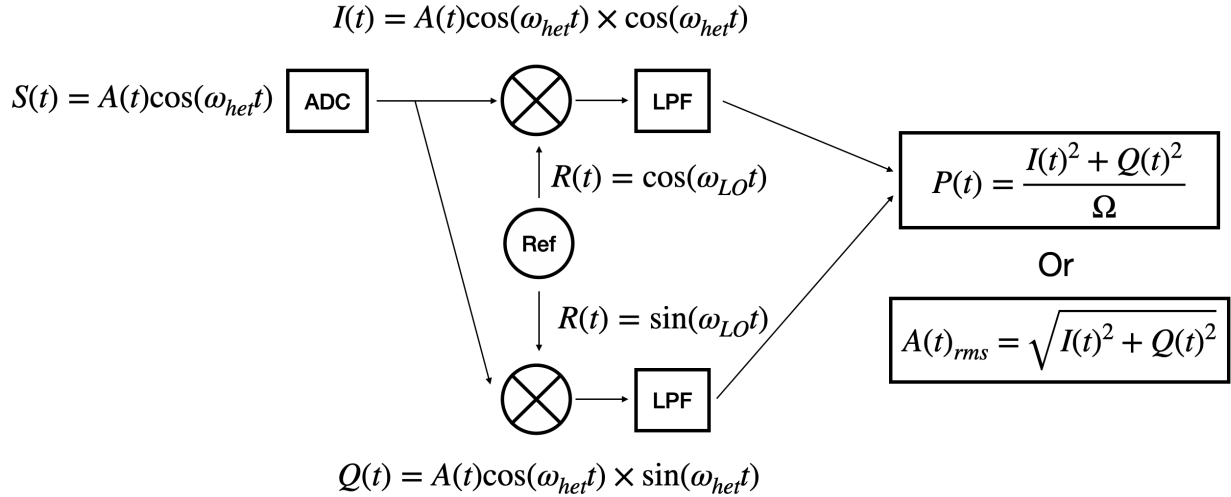 I(t) = A(t)cos(ω_het t) × cos(ω_het t)
S(t) = A(t)cos(ω_het t)
ADC
LPF
R(t) = cos(ω_LO t)
P(t) = (I(t)² + Q(t)²) / Ω
Ref
Or
R(t) = sin(ω_LO t)
A(t)_rms = √(I(t)² + Q(t)²)
LPF
Q(t) = A(t)cos(ω_het t) × sin(ω_het t)